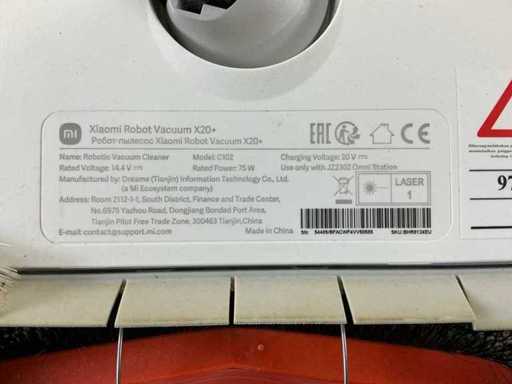 mi
Xiaomi Robot Vacuum X20+
Робот-пылесос Xiaomi Robot Vacuum X20+
EAC CE
Name: Robotic Vacuum Cleaner
Model: C102
Charging Voltage: 20 V
Rated Voltage: 14.4 V
Rated Power: 75 W
Use only with JZ2302 Omni Station
Manufactured by: Dreame (Tianjin) Information Technology Co., Ltd.
(a Mi Ecosystem company)
Address: Room 2112-1-1, South District, Finance and Trade Center,
No.6975 Yazhou Road, Dongjiang Bonded Port Area,
Tianjin Pilot Free Trade Zone, 300463 Tianjin, China.
E-mail: contact@support.mi.com
Made in China
LASER
1
SN:
SKU:
97